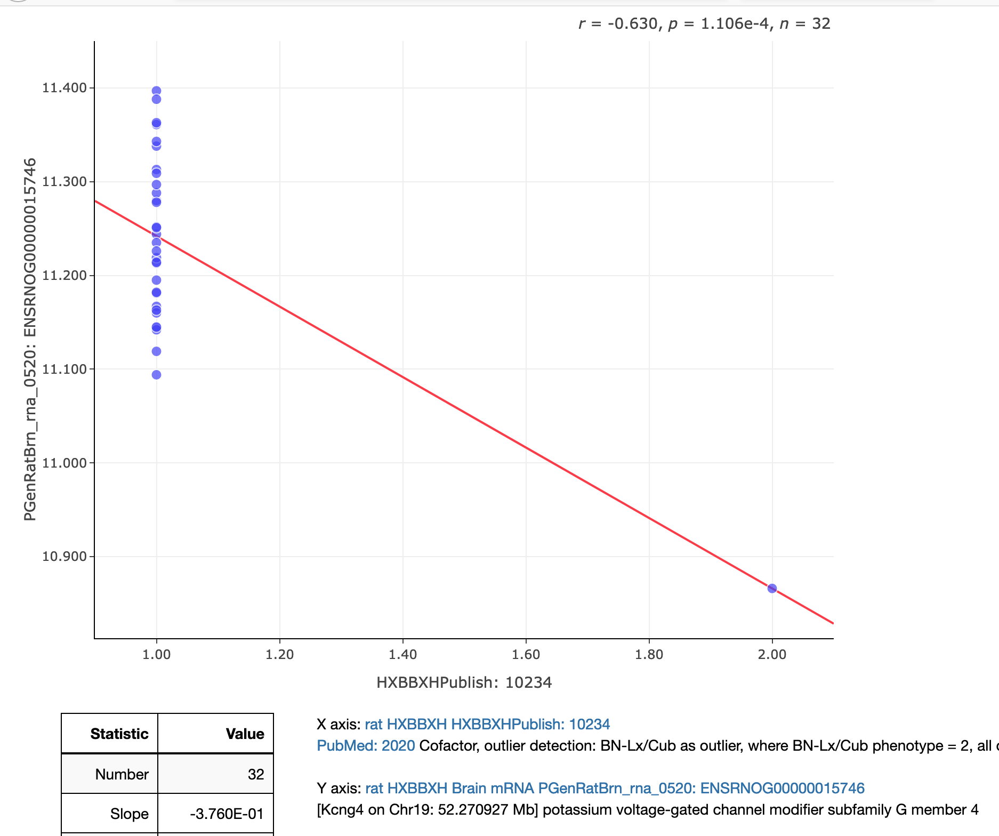 r = -0.630, p = 1.106e-4, n = 32
11.400
11.300
11.200
11.100
11.000
10.900
PGenRatBrn_rna_0520: ENSRNOG00000015746
1.00 1.20 1.40 1.60 1.80 2.00
HXBBXHPublish: 10234
Statistic Value
Number 32
Slope -3.760E-01
X axis: rat HXBBXH HXBBXHPublish: 10234
PubMed: 2020 Cofactor, outlier detection: BN-Lx/Cub as outlier, where BN-Lx/Cub phenotype = 2, all
Y axis: rat HXBBXH Brain mRNA PGenRatBrn_rna_0520: ENSRNOG00000015746
[Kcng4 on Chr19: 52.270927 Mb] potassium voltage-gated channel modifier subfamily G member 4